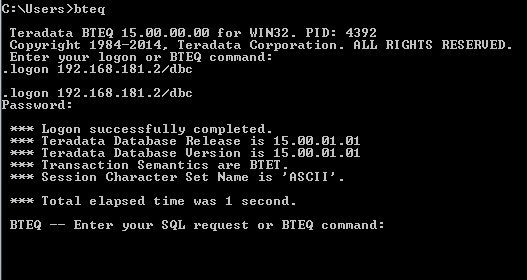 C:\Users>bteq
Teradata BTEQ 15.00.00.00 for WIN32. PID: 4392
Copyright 1984-2014, Teradata Corporation. ALL RIGHTS RESERVED.
Enter your logon or BTEQ command:
.logon 192.168.181.2/dbc
.logon 192.168.181.2/dbc
Password:
*** Logon successfully completed.
*** Teradata Database Release is 15.00.01.01
*** Teradata Database Version is 15.00.01.01
*** Transaction Semantics are BTET.
*** Session Character Set Name is 'ASCII'.
*** Total elapsed time was 1 second.
BTEQ -- Enter your SQL request or BTEQ command: